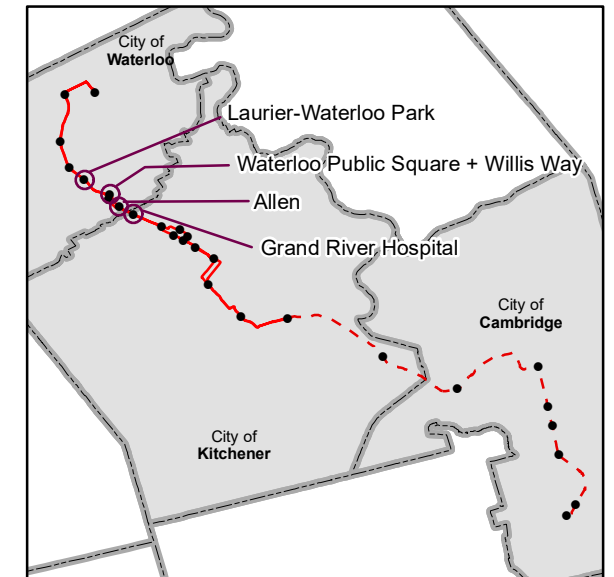 City of
Waterloo
Laurier-Waterloo Park
Waterloo Public Square + Willis Way
Allen
Grand River Hospital
City of
Cambridge
City of
Kitchener